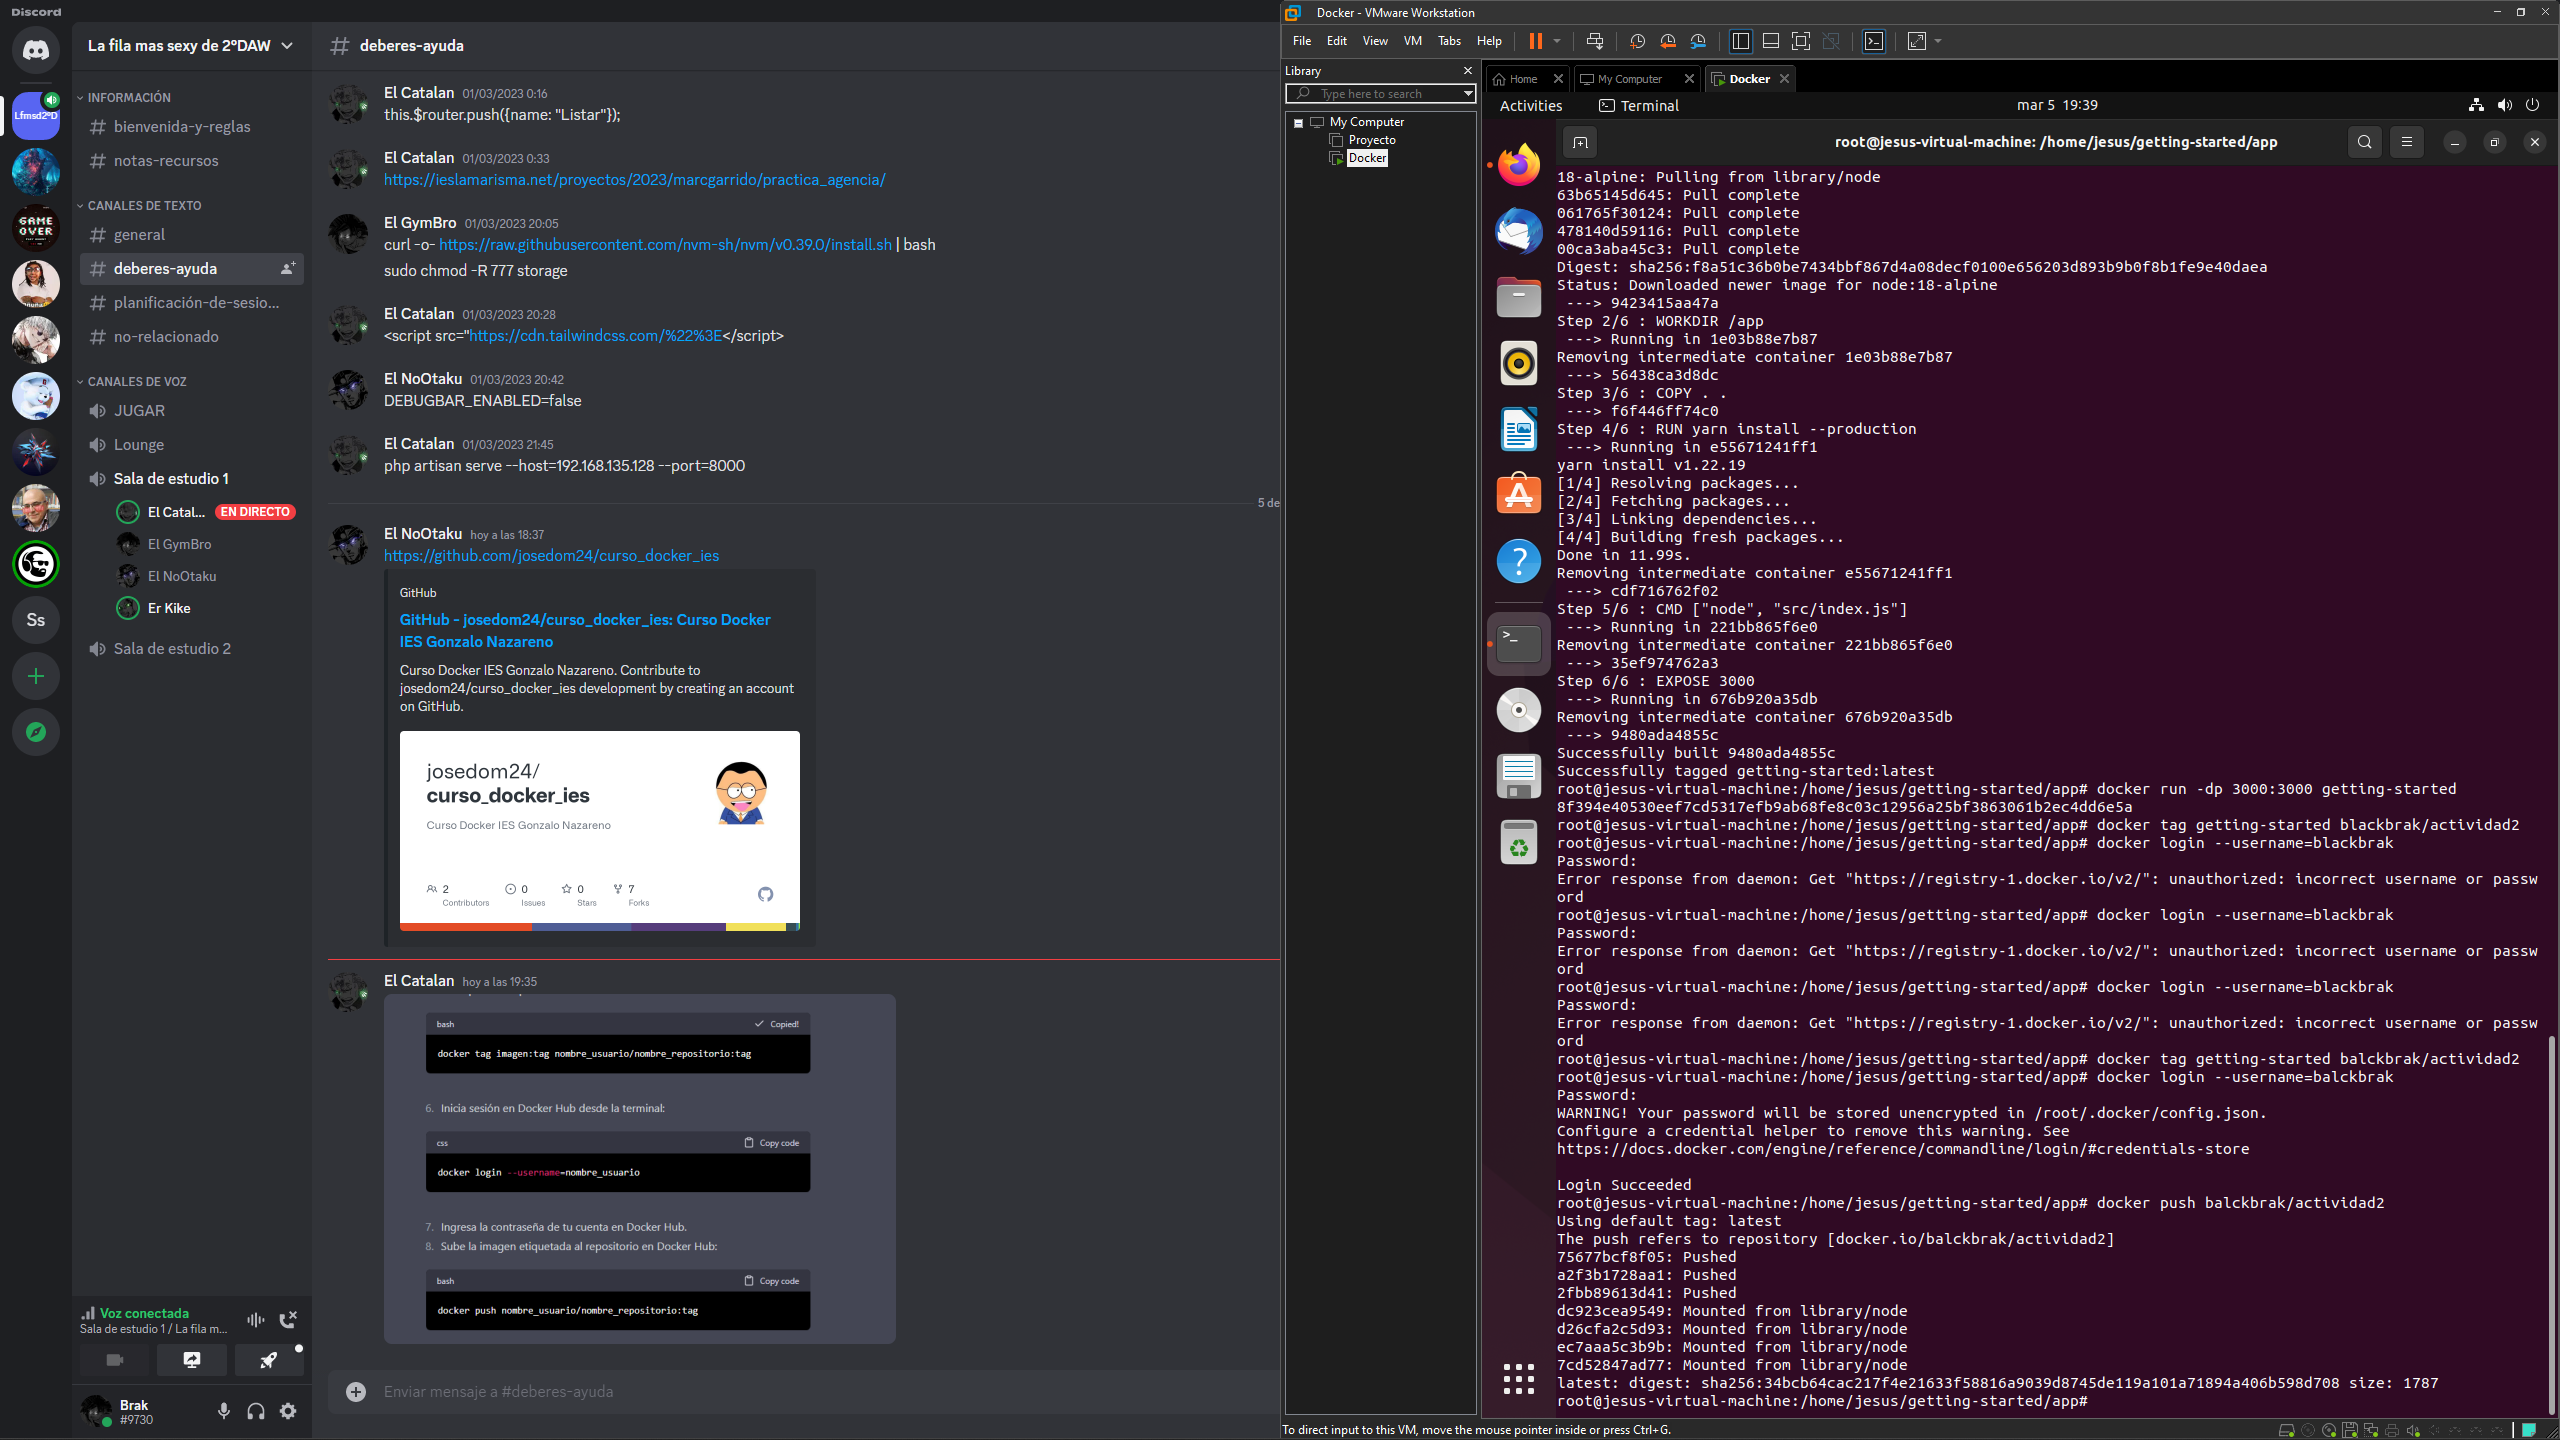 Discord
La fila mas sexy de 2ºDAW
Lfmsd2ºD
GAME
OVER
Ss
INFORMACIÓN
bienvenida-y-reglas
notas-recursos
CANALES DE TEXTO
general
deberes-ayuda
planificación-de-sesio...
no-relacionado
CANALES DE VOZ
JUGAR
Lounge
Sala de estudio 1
El Catal... EN DIRECTO
El GymBro
El NoOtaku
Er Kike
Sala de estudio 2
Voz conectada
Sala de estudio 1 / La fila m...
Brak
#9730
# deberes-ayuda
El Catalan 01/03/2023 0:16
this.$router.push({name: "Listar"});
El Catalan 01/03/2023 0:33
https://ieslamarisma.net/proyectos/2023/marcgarrido/practica_agencia/
El GymBro 01/03/2023 20:05
curl -o- https://raw.githubusercontent.com/nvm-sh/nvm/v0.39.0/install.sh | bash
sudo chmod -R 777 storage
El Catalan 01/03/2023 20:28
<script src="https://cdn.tailwindcss.com/%22%3E</script>
El NoOtaku 01/03/2023 20:42
DEBUGBAR_ENABLED=false
El Catalan 01/03/2023 21:45
php artisan serve --host=192.168.135.128 --port=8000
5 de
El NoOtaku hoy a las 18:37
https://github.com/josedom24/curso_docker_ies
GitHub
GitHub - josedom24/curso_docker_ies: Curso Docker
IES Gonzalo Nazareno
Curso Docker IES Gonzalo Nazareno. Contribute to
josedom24/curso_docker_ies development by creating an account
on GitHub.
josedom24/
curso_docker_ies
Curso Docker IES Gonzalo Nazareno
2 0 0 7
Contributors Issues Stars Forks
El Catalan hoy a las 19:35
bash Copied!
docker tag imagen:tag nombre_usuario/nombre_repositorio:tag
6. Inicia sesión en Docker Hub desde la terminal:
css Copy code
docker login --username=nombre_usuario
7. Ingresa la contraseña de tu cuenta en Docker Hub.
8. Sube la imagen etiquetada al repositorio en Docker Hub:
bash Copy code
docker push nombre_usuario/nombre_repositorio:tag
Enviar mensaje a #deberes-ayuda
Docker - VMware Workstation
File Edit View VM Tabs Help
Library
Type here to search
My Computer
Proyecto
Docker
Home My Computer Docker
Activities Terminal mar 5 19:39
root@jesus-virtual-machine: /home/jesus/getting-started/app
18-alpine: Pulling from library/node
63b65145d645: Pull complete
061765f30124: Pull complete
478140d59116: Pull complete
00ca3aba45c3: Pull complete
Digest: sha256:f8a51c36b0be7434bbf867d4a08decf0100e656203d893b9b0f8b1fe9e40daea
Status: Downloaded newer image for node:18-alpine
---> 9423415aa47a
Step 2/6 : WORKDIR /app
---> Running in 1e03b88e7b87
Removing intermediate container 1e03b88e7b87
---> 56438ca3d8dc
Step 3/6 : COPY . .
---> f6f446ff74c0
Step 4/6 : RUN yarn install --production
---> Running in e55671241ff1
yarn install v1.22.19
[1/4] Resolving packages...
[2/4] Fetching packages...
[3/4] Linking dependencies...
[4/4] Building fresh packages...
Done in 11.99s.
Removing intermediate container e55671241ff1
---> cdf716762f02
Step 5/6 : CMD ["node", "src/index.js"]
---> Running in 221bb865f6e0
Removing intermediate container 221bb865f6e0
---> 35ef974762a3
Step 6/6 : EXPOSE 3000
---> Running in 676b920a35db
Removing intermediate container 676b920a35db
---> 9480ada4855c
Successfully built 9480ada4855c
Successfully tagged getting-started:latest
root@jesus-virtual-machine:/home/jesus/getting-started/app# docker run -dp 3000:3000 getting-started
8f394e40530eef7cd5317efb9ab68fe8c03c12956a25bf3863061b2ec4dd6e5a
root@jesus-virtual-machine:/home/jesus/getting-started/app# docker tag getting-started blackbrak/actividad2
root@jesus-virtual-machine:/home/jesus/getting-started/app# docker login --username=blackbrak
Password:
Error response from daemon: Get "https://registry-1.docker.io/v2/": unauthorized: incorrect username or passw
ord
root@jesus-virtual-machine:/home/jesus/getting-started/app# docker login --username=blackbrak
Password:
Error response from daemon: Get "https://registry-1.docker.io/v2/": unauthorized: incorrect username or passw
ord
root@jesus-virtual-machine:/home/jesus/getting-started/app# docker login --username=blackbrak
Password:
Error response from daemon: Get "https://registry-1.docker.io/v2/": unauthorized: incorrect username or passw
ord
root@jesus-virtual-machine:/home/jesus/getting-started/app# docker tag getting-started balckbrak/actividad2
root@jesus-virtual-machine:/home/jesus/getting-started/app# docker login --username=balckbrak
Password:
WARNING! Your password will be stored unencrypted in /root/.docker/config.json.
Configure a credential helper to remove this warning. See
https://docs.docker.com/engine/reference/commandline/login/#credentials-store
Login Succeeded
root@jesus-virtual-machine:/home/jesus/getting-started/app# docker push balckbrak/actividad2
Using default tag: latest
The push refers to repository [docker.io/balckbrak/actividad2]
75677bcf8f05: Pushed
a2f3b1728aa1: Pushed
2fbb89613d41: Pushed
dc923cea9549: Mounted from library/node
d26cfa2c5d93: Mounted from library/node
ec7aaa5c3b9b: Mounted from library/node
7cd52847ad77: Mounted from library/node
latest: digest: sha256:34bcb64cac217f4e21633f58816a9039d8745de119a101a71894a406b598d708 size: 1787
root@jesus-virtual-machine:/home/jesus/getting-started/app#
To direct input to this VM, move the mouse pointer inside or press Ctrl+G.